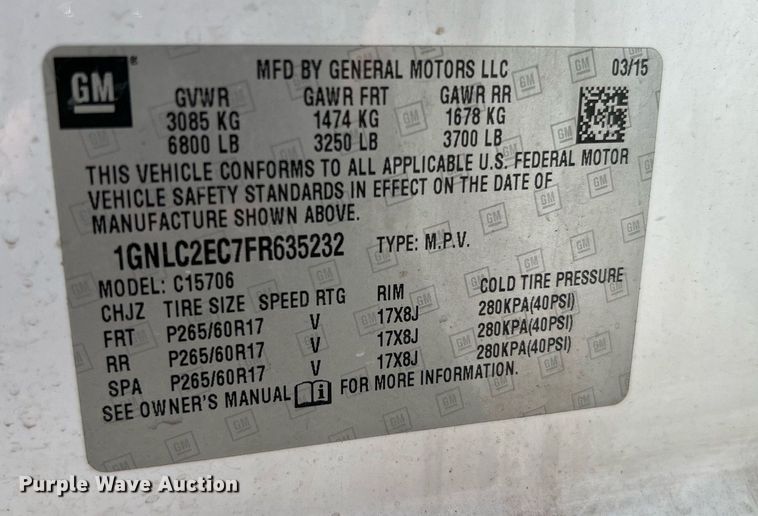 GM
MFD BY GENERAL MOTORS LLC 03/15
GVWR GAWR FRT GAWR RR
3085 KG 1474 KG 1678 KG
6800 LB 3250 LB 3700 LB
THIS VEHICLE CONFORMS TO ALL APPLICABLE U.S. FEDERAL MOTOR
VEHICLE SAFETY STANDARDS IN EFFECT ON THE DATE OF
MANUFACTURE SHOWN ABOVE.
1GNLC2EC7FR635232 TYPE: M.P.V.
MODEL: C15706
CHJZ TIRE SIZE SPEED RTG RIM COLD TIRE PRESSURE
FRT P265/60R17 V 17X8J 280KPA(40PSI)
RR P265/60R17 V 17X8J 280KPA(40PSI)
SPA P265/60R17 V 17X8J 280KPA(40PSI)
SEE OWNER'S MANUAL FOR MORE INFORMATION.
Purple Wave Auction